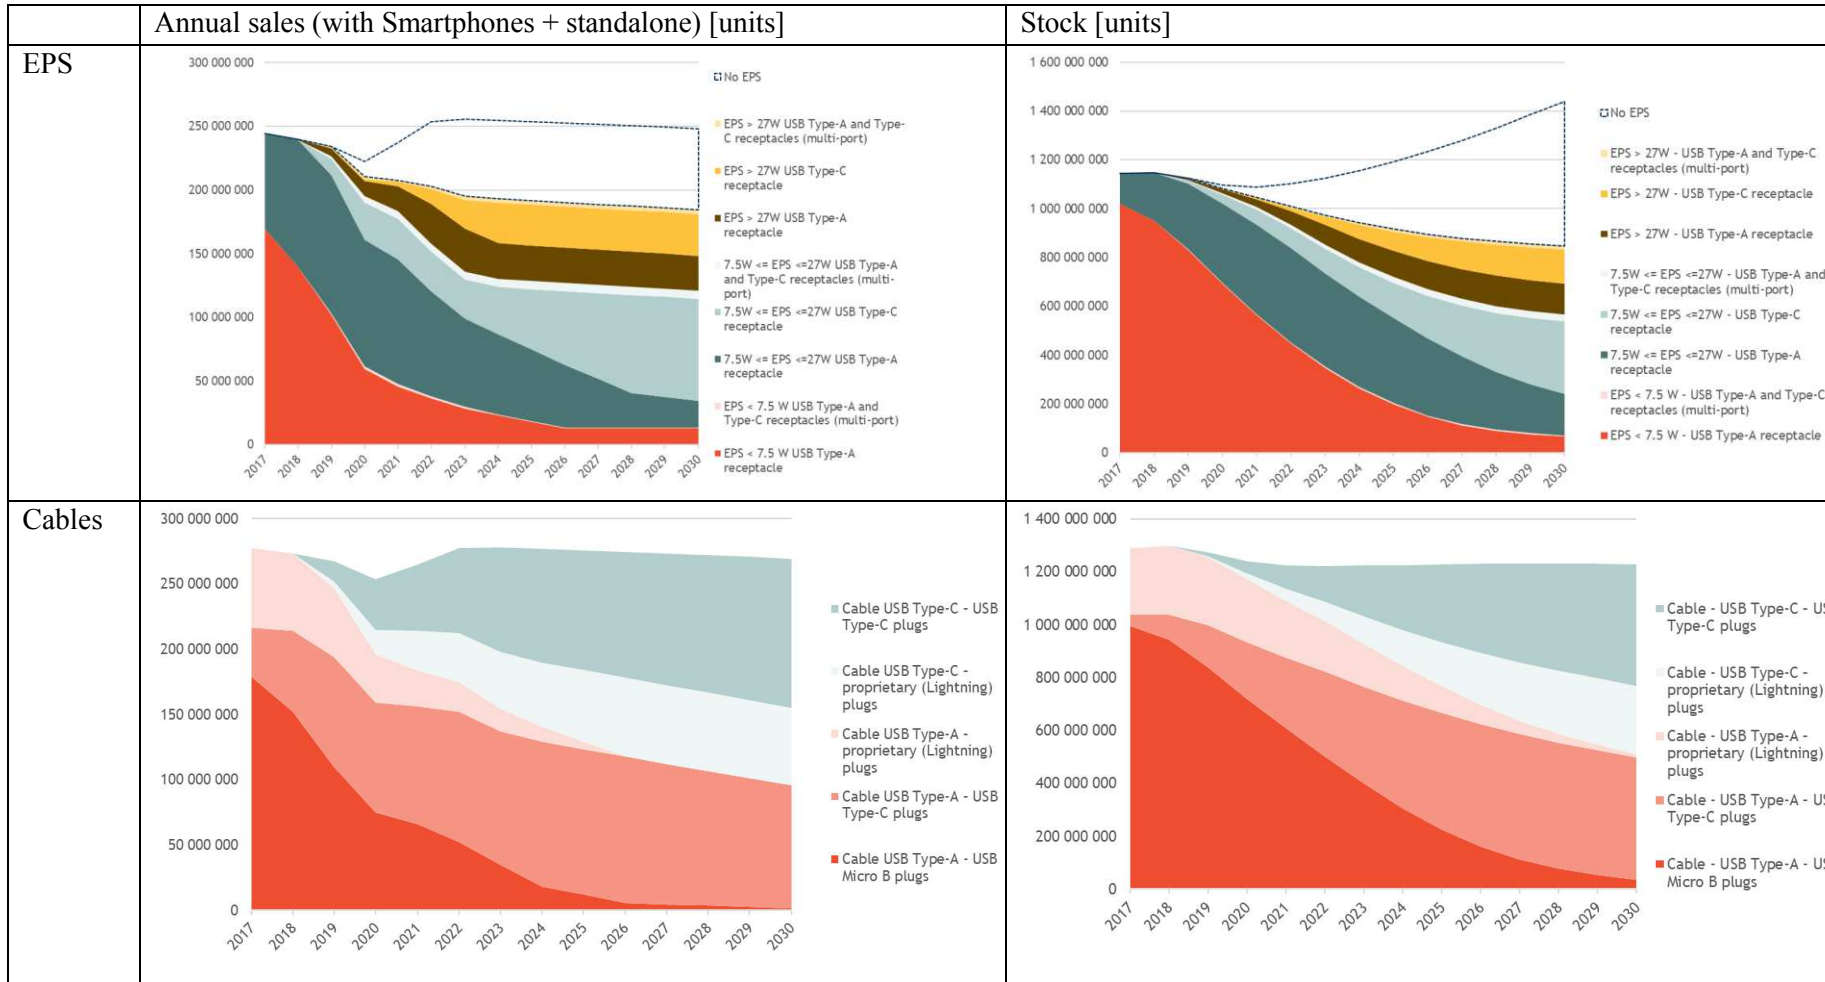 Annual sales (with Smartphones + standalone) [units]
Stock [units]
EPS
300 000 000
250 000 000
200 000 000
150 000 000
100 000 000
50 000 000
0
2017
2018
2019
2020
2021
2022
2023
2024
2025
2026
2027
2028
2029
2030
No EPS
EPS > 27W USB Type-A and Type-
C receptacles (multi-port)
EPS > 27W USB Type-C
receptacle
EPS > 27W USB Type-A
receptacle
7.5W <= EPS <=27W USB Type-A
and Type-C receptacles (multi-
port)
7.5W <= EPS <=27W USB Type-C
receptacle
7.5W <= EPS <=27W USB Type-A
receptacle
EPS < 7.5 W USB Type-A and
Type-C receptacles (multi-port)
EPS < 7.5 W USB Type-A
receptacle
1 600 000 000
1 400 000 000
1 200 000 000
1 000 000 000
800 000 000
600 000 000
400 000 000
200 000 000
0
2017
2018
2019
2020
2021
2022
2023
2024
2025
2026
2027
2028
2029
2030
No EPS
EPS > 27W - USB Type-A and Type-C
receptacles (multi-port)
EPS > 27W - USB Type-C receptacle
EPS > 27W - USB Type-A receptacle
7.5W <= EPS <=27W - USB Type-A and
Type-C receptacles (multi-port)
7.5W <= EPS <=27W - USB Type-C
receptacle
7.5W <= EPS <=27W - USB Type-A
receptacle
EPS < 7.5 W - USB Type-A and Type-C
receptacles (multi-port)
EPS < 7.5 W - USB Type-A receptacle
Cables
300 000 000
250 000 000
200 000 000
150 000 000
100 000 000
50 000 000
0
2017
2018
2019
2020
2021
2022
2023
2024
2025
2026
2027
2028
2029
2030
Cable USB Type-C - USB
Type-C plugs
Cable USB Type-C -
proprietary (Lightning)
plugs
Cable USB Type-A -
proprietary (Lightning)
plugs
Cable USB Type-A - USB
Type-C plugs
Cable USB Type-A - USB
Micro B plugs
1 400 000 000
1 200 000 000
1 000 000 000
800 000 000
600 000 000
400 000 000
200 000 000
0
2017
2018
2019
2020
2021
2022
2023
2024
2025
2026
2027
2028
2029
2030
Cable - USB Type-C -
Type-C plugs
Cable - USB Type-C -
proprietary (Lightning)
plugs
Cable - USB Type-A -
proprietary (Lightning)
plugs
Cable - USB Type-A -
Type-C plugs
Cable - USB Type-A -
Micro B plugs